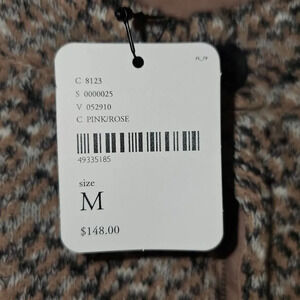 C 8123
S 0000025
V 052910
C PINK/ROSE
49335185
size
M
$148.00